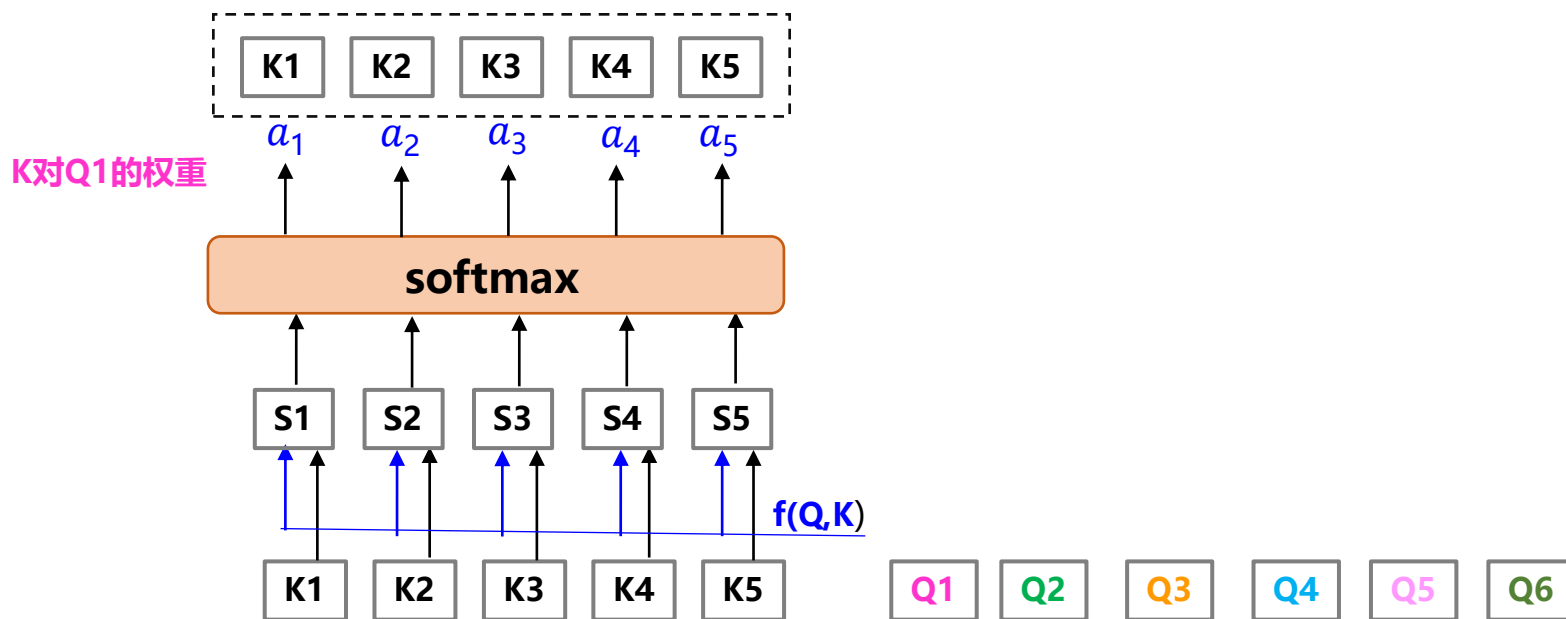 K1 K2 K3 K4 K5
a1 a2 a3 a4 a5
K对Q1的权重
softmax
S1 S2 S3 S4 S5
f(Q,K)
K1 K2 K3 K4 K5 Q1 Q2 Q3 Q4 Q5 Q6